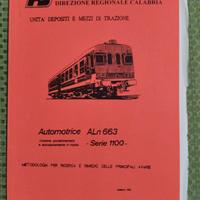 DIREZIONE REGIONALE CALABRIA
UNITA DEPOSITI E MEZZI DI TRAZIONE
Automotrice ALn 663
- Serie 1100 -
METODOLOGIA PER RICERCA E RIMEDIO DELLE PRINCIPALI AVARIE